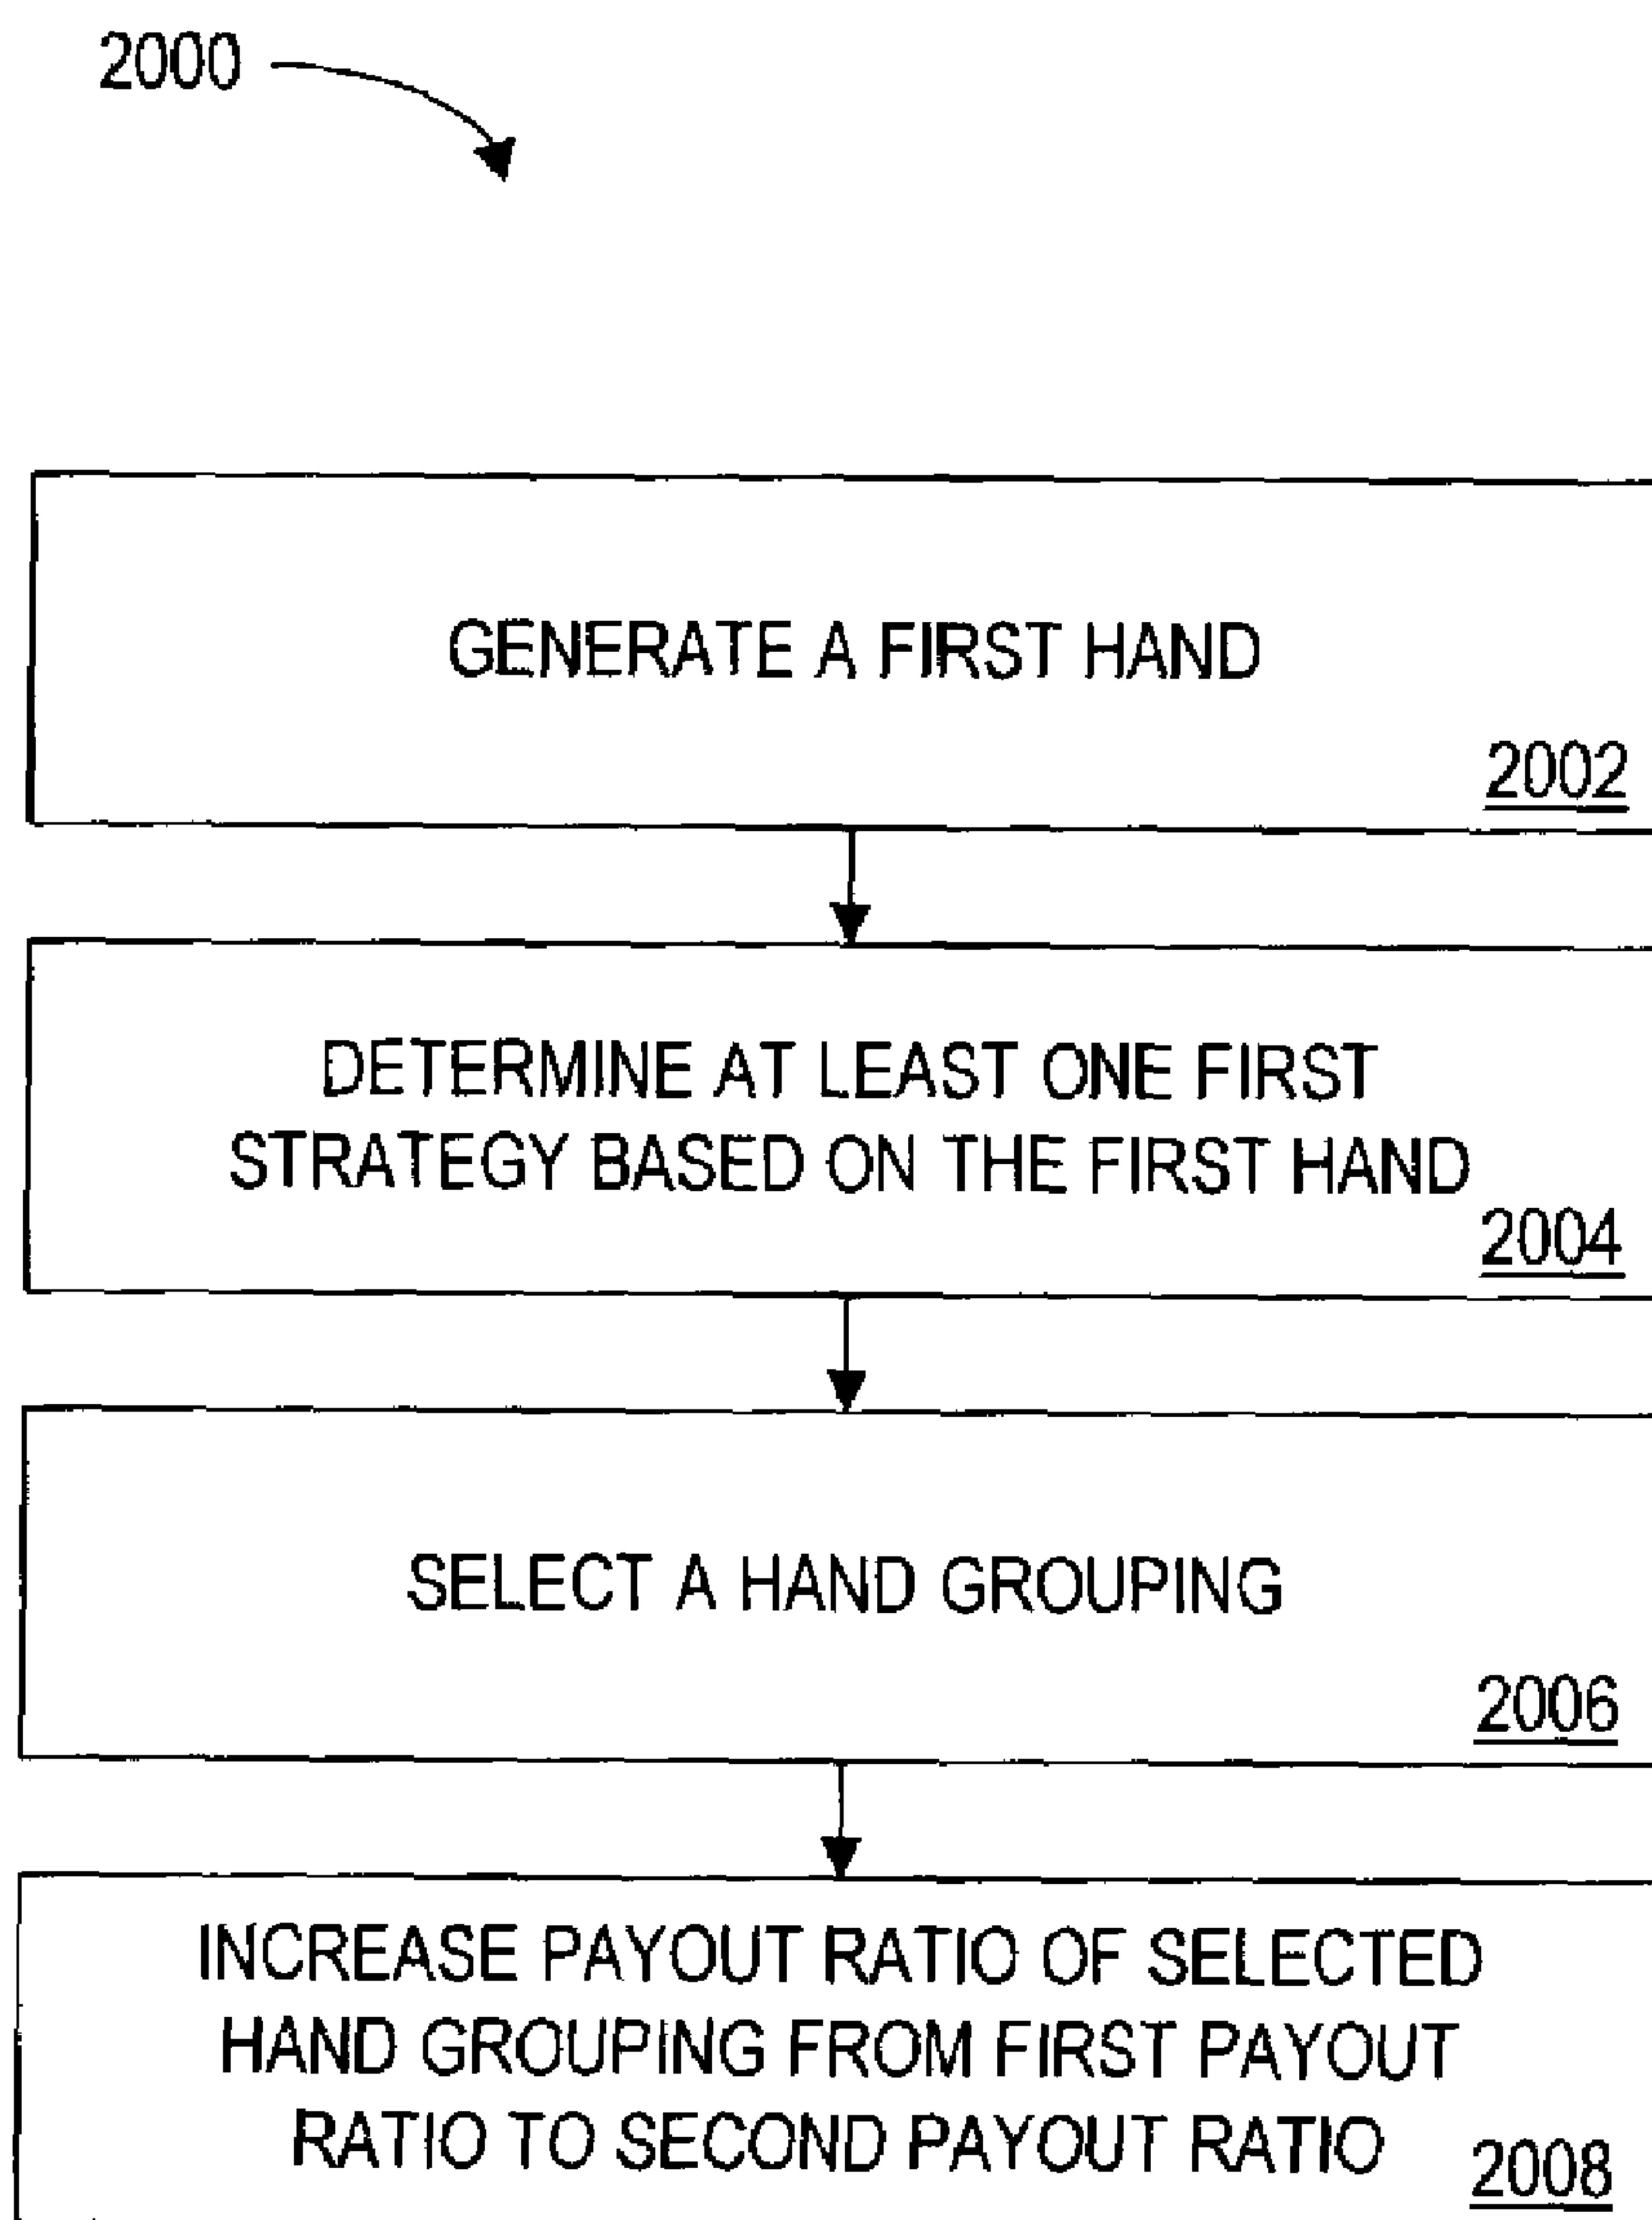 2000
GENERATE A FIRST HAND
2002
DETERMINE AT LEAST ONE FIRST
STRATEGY BASED ON THE FIRST HAND
2004
SELECT A HAND GROUPING
2006
INCREASE PAYOUT RATIO OF SELECTED
HAND GROUPING FROM FIRST PAYOUT
RATIO TO SECOND PAYOUT RATIO
2008